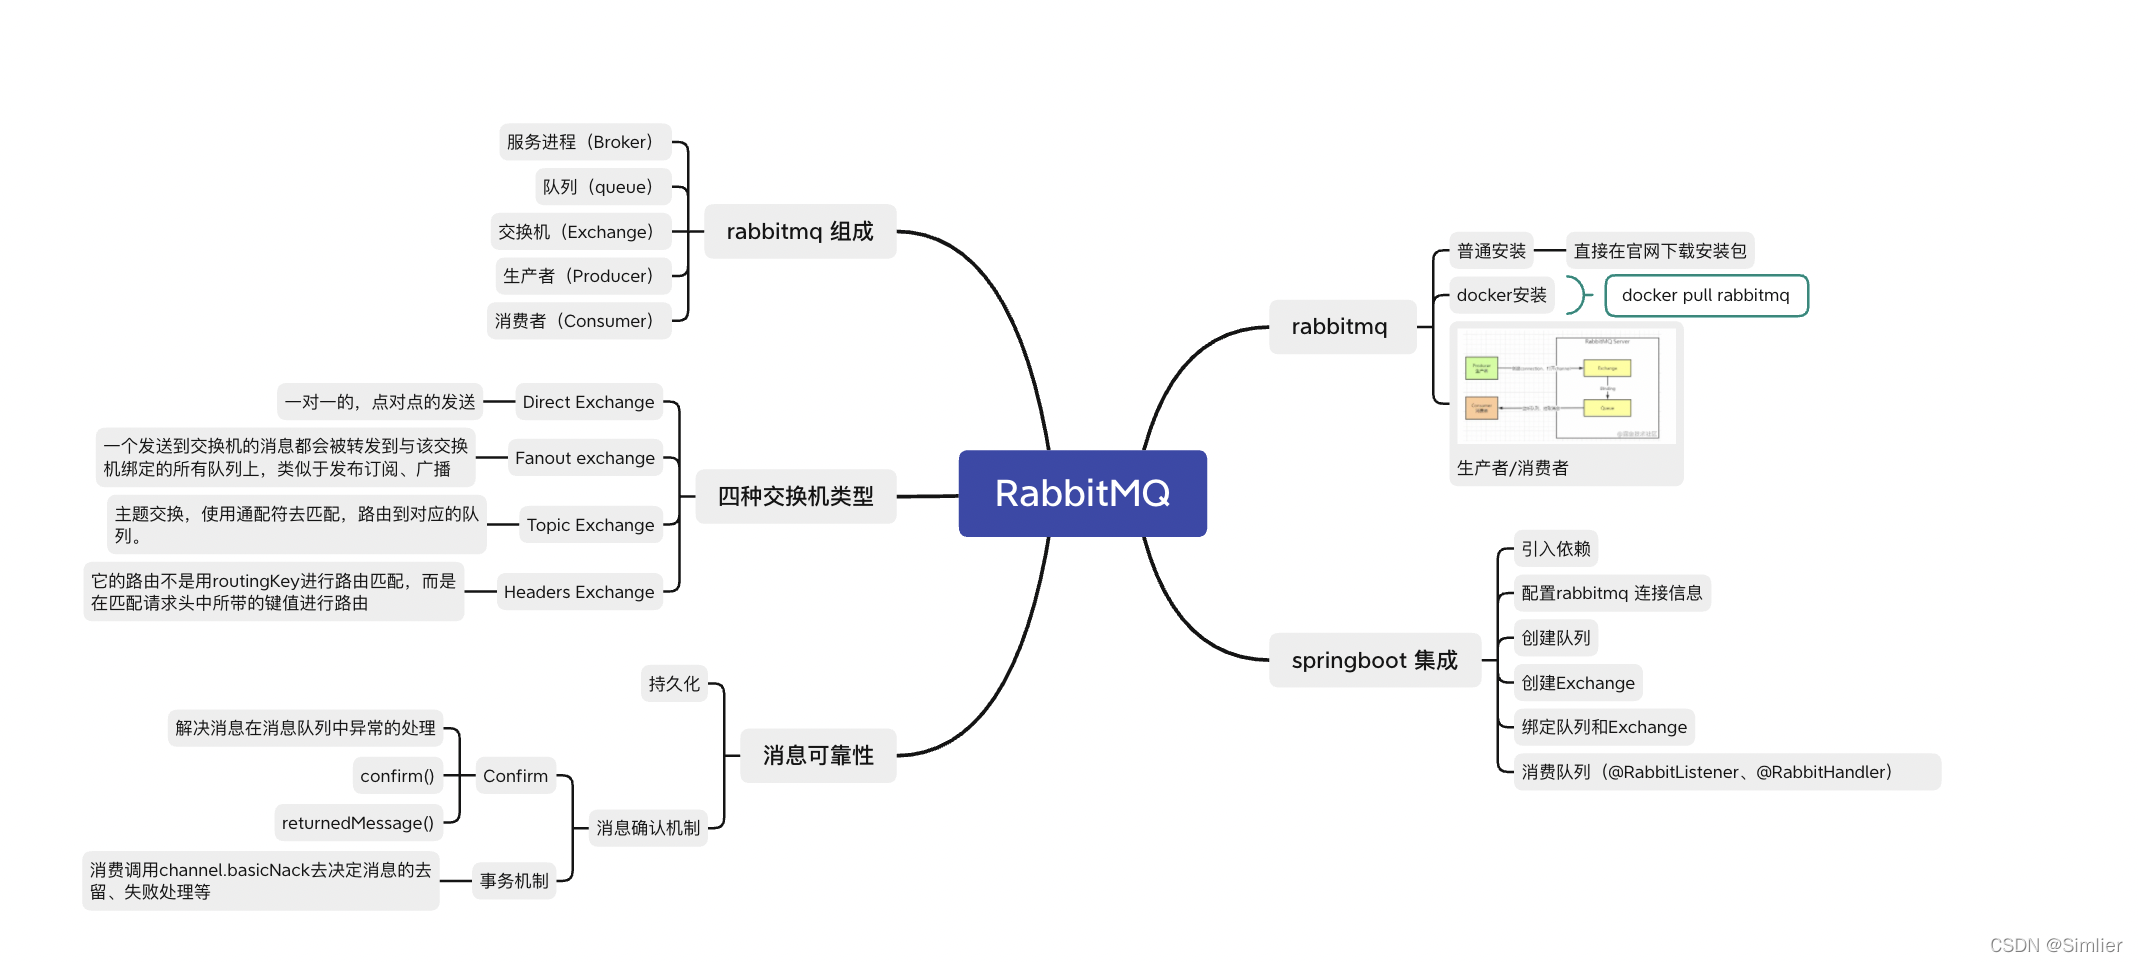 RabbitMQ
rabbitmq 组成
服务进程（Broker）
队列（queue）
交换机（Exchange）
生产者（Producer）
消费者（Consumer）
四种交换机类型
Direct Exchange
一对一的，点对点的发送
Fanout exchange
一个发送到交换机的消息都会被转发到与该交换
机绑定的所有队列上，类似于发布订阅、广播
Topic Exchange
主题交换，使用通配符去匹配，路由到对应的队
列。
Headers Exchange
它的路由不是用routingKey进行路由匹配，而是
在匹配请求头中所带的键值进行路由
消息可靠性
持久化
消息确认机制
Confirm
解决消息在消息队列中异常的处理
confirm()
returnedMessage()
事务机制
消费调用channel.basicNack去决定消息的去
留、失败处理等
rabbitmq
普通安装
直接在官网下载安装包
docker安装
docker pull rabbitmq
RabbitMQ Server
Producer
生产者
Exchange
Binding
Consumer
消费者
Queue
生产者/消费者
springboot 集成
引入依赖
配置rabbitmq 连接信息
创建队列
创建Exchange
绑定队列和Exchange
消费队列（@RabbitListener、@RabbitHandler）
CSDN @Simlier